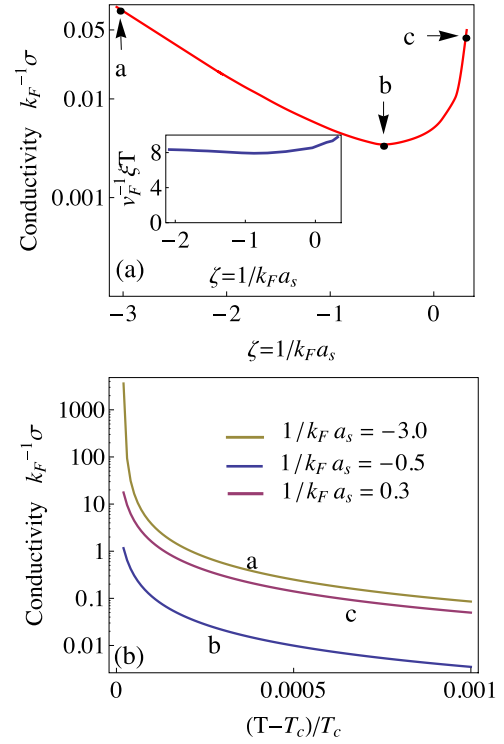 Conductivity k_F^{-1}σ
0.05
0.01
0.001
a
b
c
v_F^{-1}ξT
8
4
0
−2
−1
0
ζ=1/k_F a_s
(a)
−3
−2
−1
0
ζ=1/k_F a_s
Conductivity k_F^{-1}σ
1000
100
10
1
0.1
0.01
1/k_F a_s = −3.0
1/k_F a_s = −0.5
1/k_F a_s = 0.3
a
c
b
(b)
0
0.0005
0.001
(T−T_c)/T_c